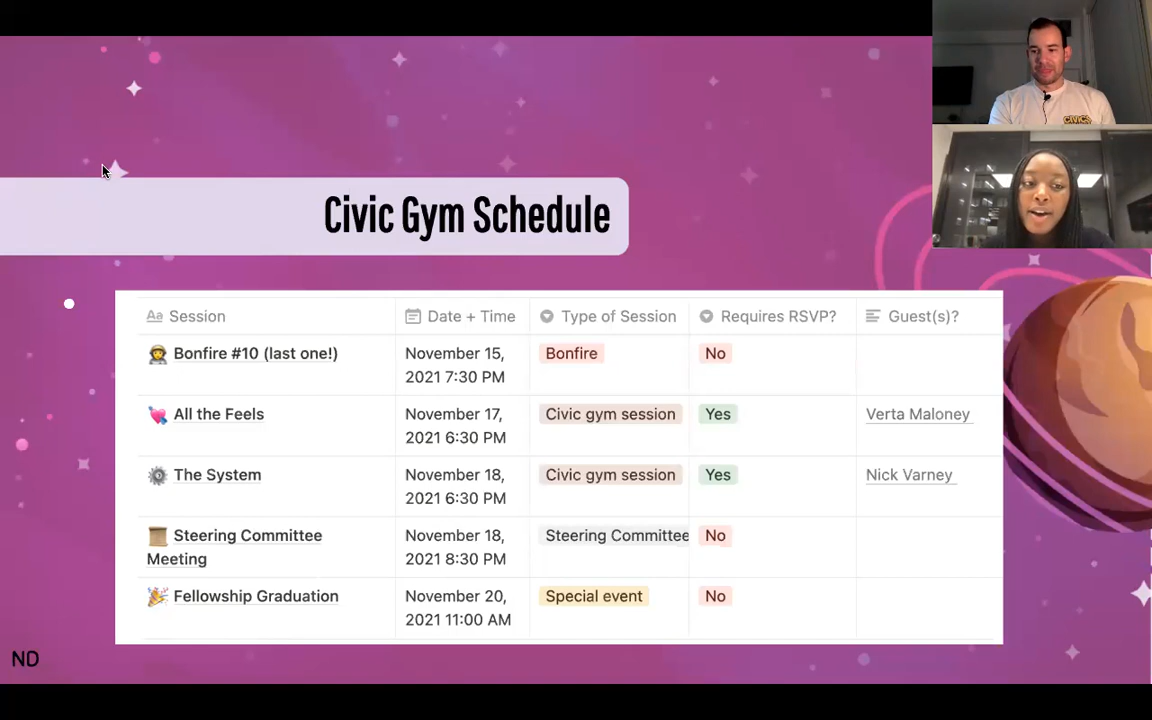 CIVICS
Civic Gym Schedule
Aa Session Date + Time Type of Session Requires RSVP? Guest(s)?
Bonfire #10 (last one!) November 15, Bonfire No
2021 7:30 PM
All the Feels November 17, Civic gym session Yes Verta Maloney
2021 6:30 PM
The System November 18, Civic gym session Yes Nick Varney
2021 6:30 PM
Steering Committee November 18, Steering Committee No
Meeting 2021 8:30 PM
Fellowship Graduation November 20, Special event No
2021 11:00 AM
ND